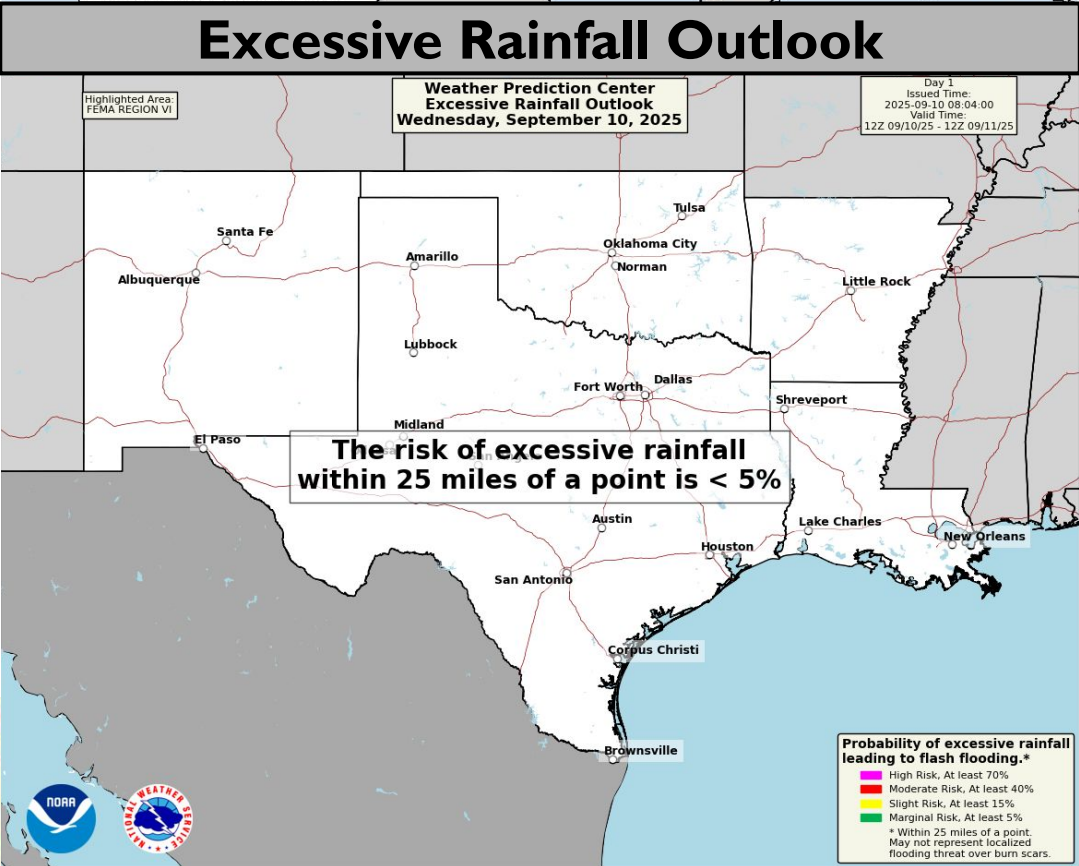 Excessive Rainfall Outlook
Highlighted Area:
FEMA REGION VI
Weather Prediction Center
Excessive Rainfall Outlook
Wednesday, September 10, 2025
Day 1
Issued Time:
2025-09-10 08:04:00
Valid Time:
12Z 09/10/25 - 12Z 09/11/25
Tulsa
Santa Fe
Oklahoma City
Amarillo
Norman
Albuquerque
Little Rock
Lubbock
Dallas
Fort Worth
Shreveport
Midland
El Paso
The risk of excessive rainfall
within 25 miles of a point is < 5%
Austin
Lake Charles
New Orleans
Houston
San Antonio
Corpus Christi
Brownsville
Probability of excessive rainfall
leading to flash flooding.*
High Risk, At least 70%
Moderate Risk, At least 40%
Slight Risk, At least 15%
Marginal Risk, At least 5%
* Within 25 miles of a point.
May not represent localized
flooding threat over burn scars.
NOAA
NATIONAL WEATHER SERVICE